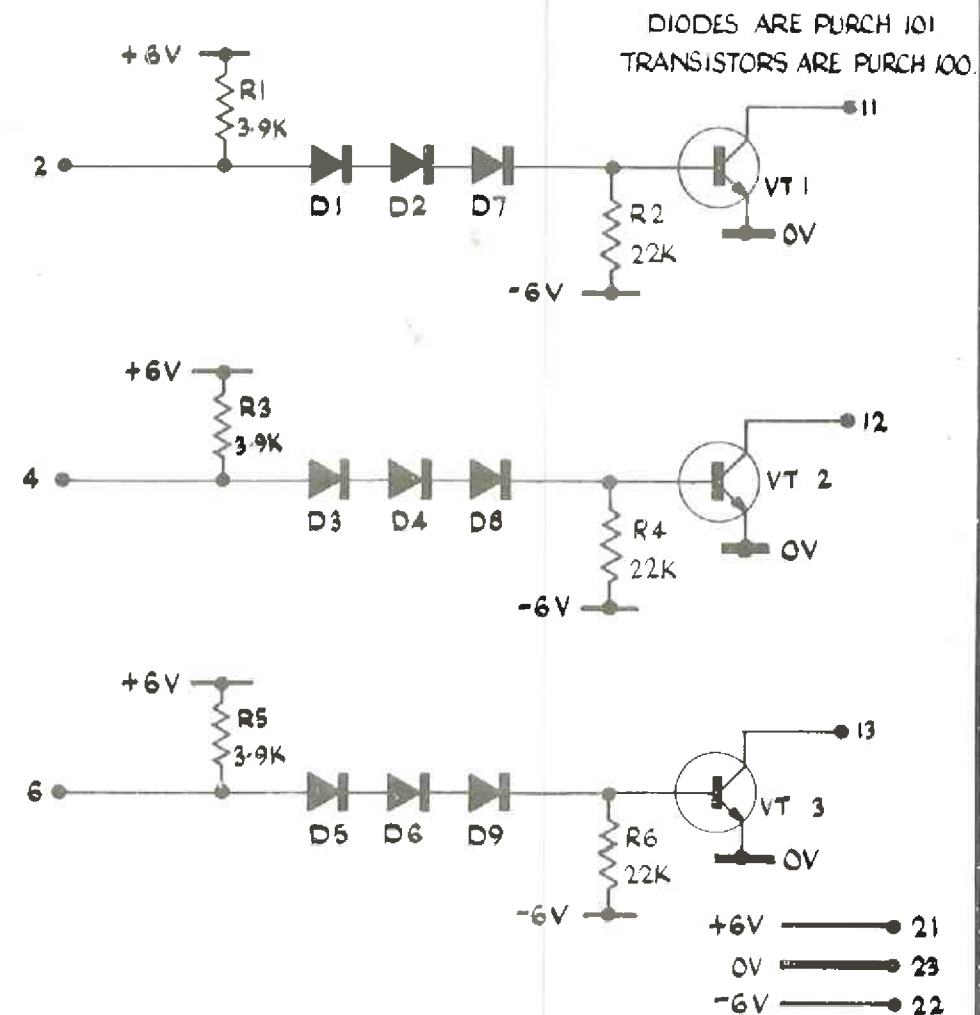 DIODES ARE PURCH 101
TRANSISTORS ARE PURCH 100.
+6V
R1
3.9K
11
2
D1 D2 D7
VT 1
R2
22K
0V
-6V
+6V
R3
3.9K
12
4
D3 D4 D8
VT 2
R4
22K
0V
-6V
+6V
R5
3.9K
13
6
D5 D6 D9
VT 3
R6
22K
0V
-6V
+6V 21
0V 23
-6V 22